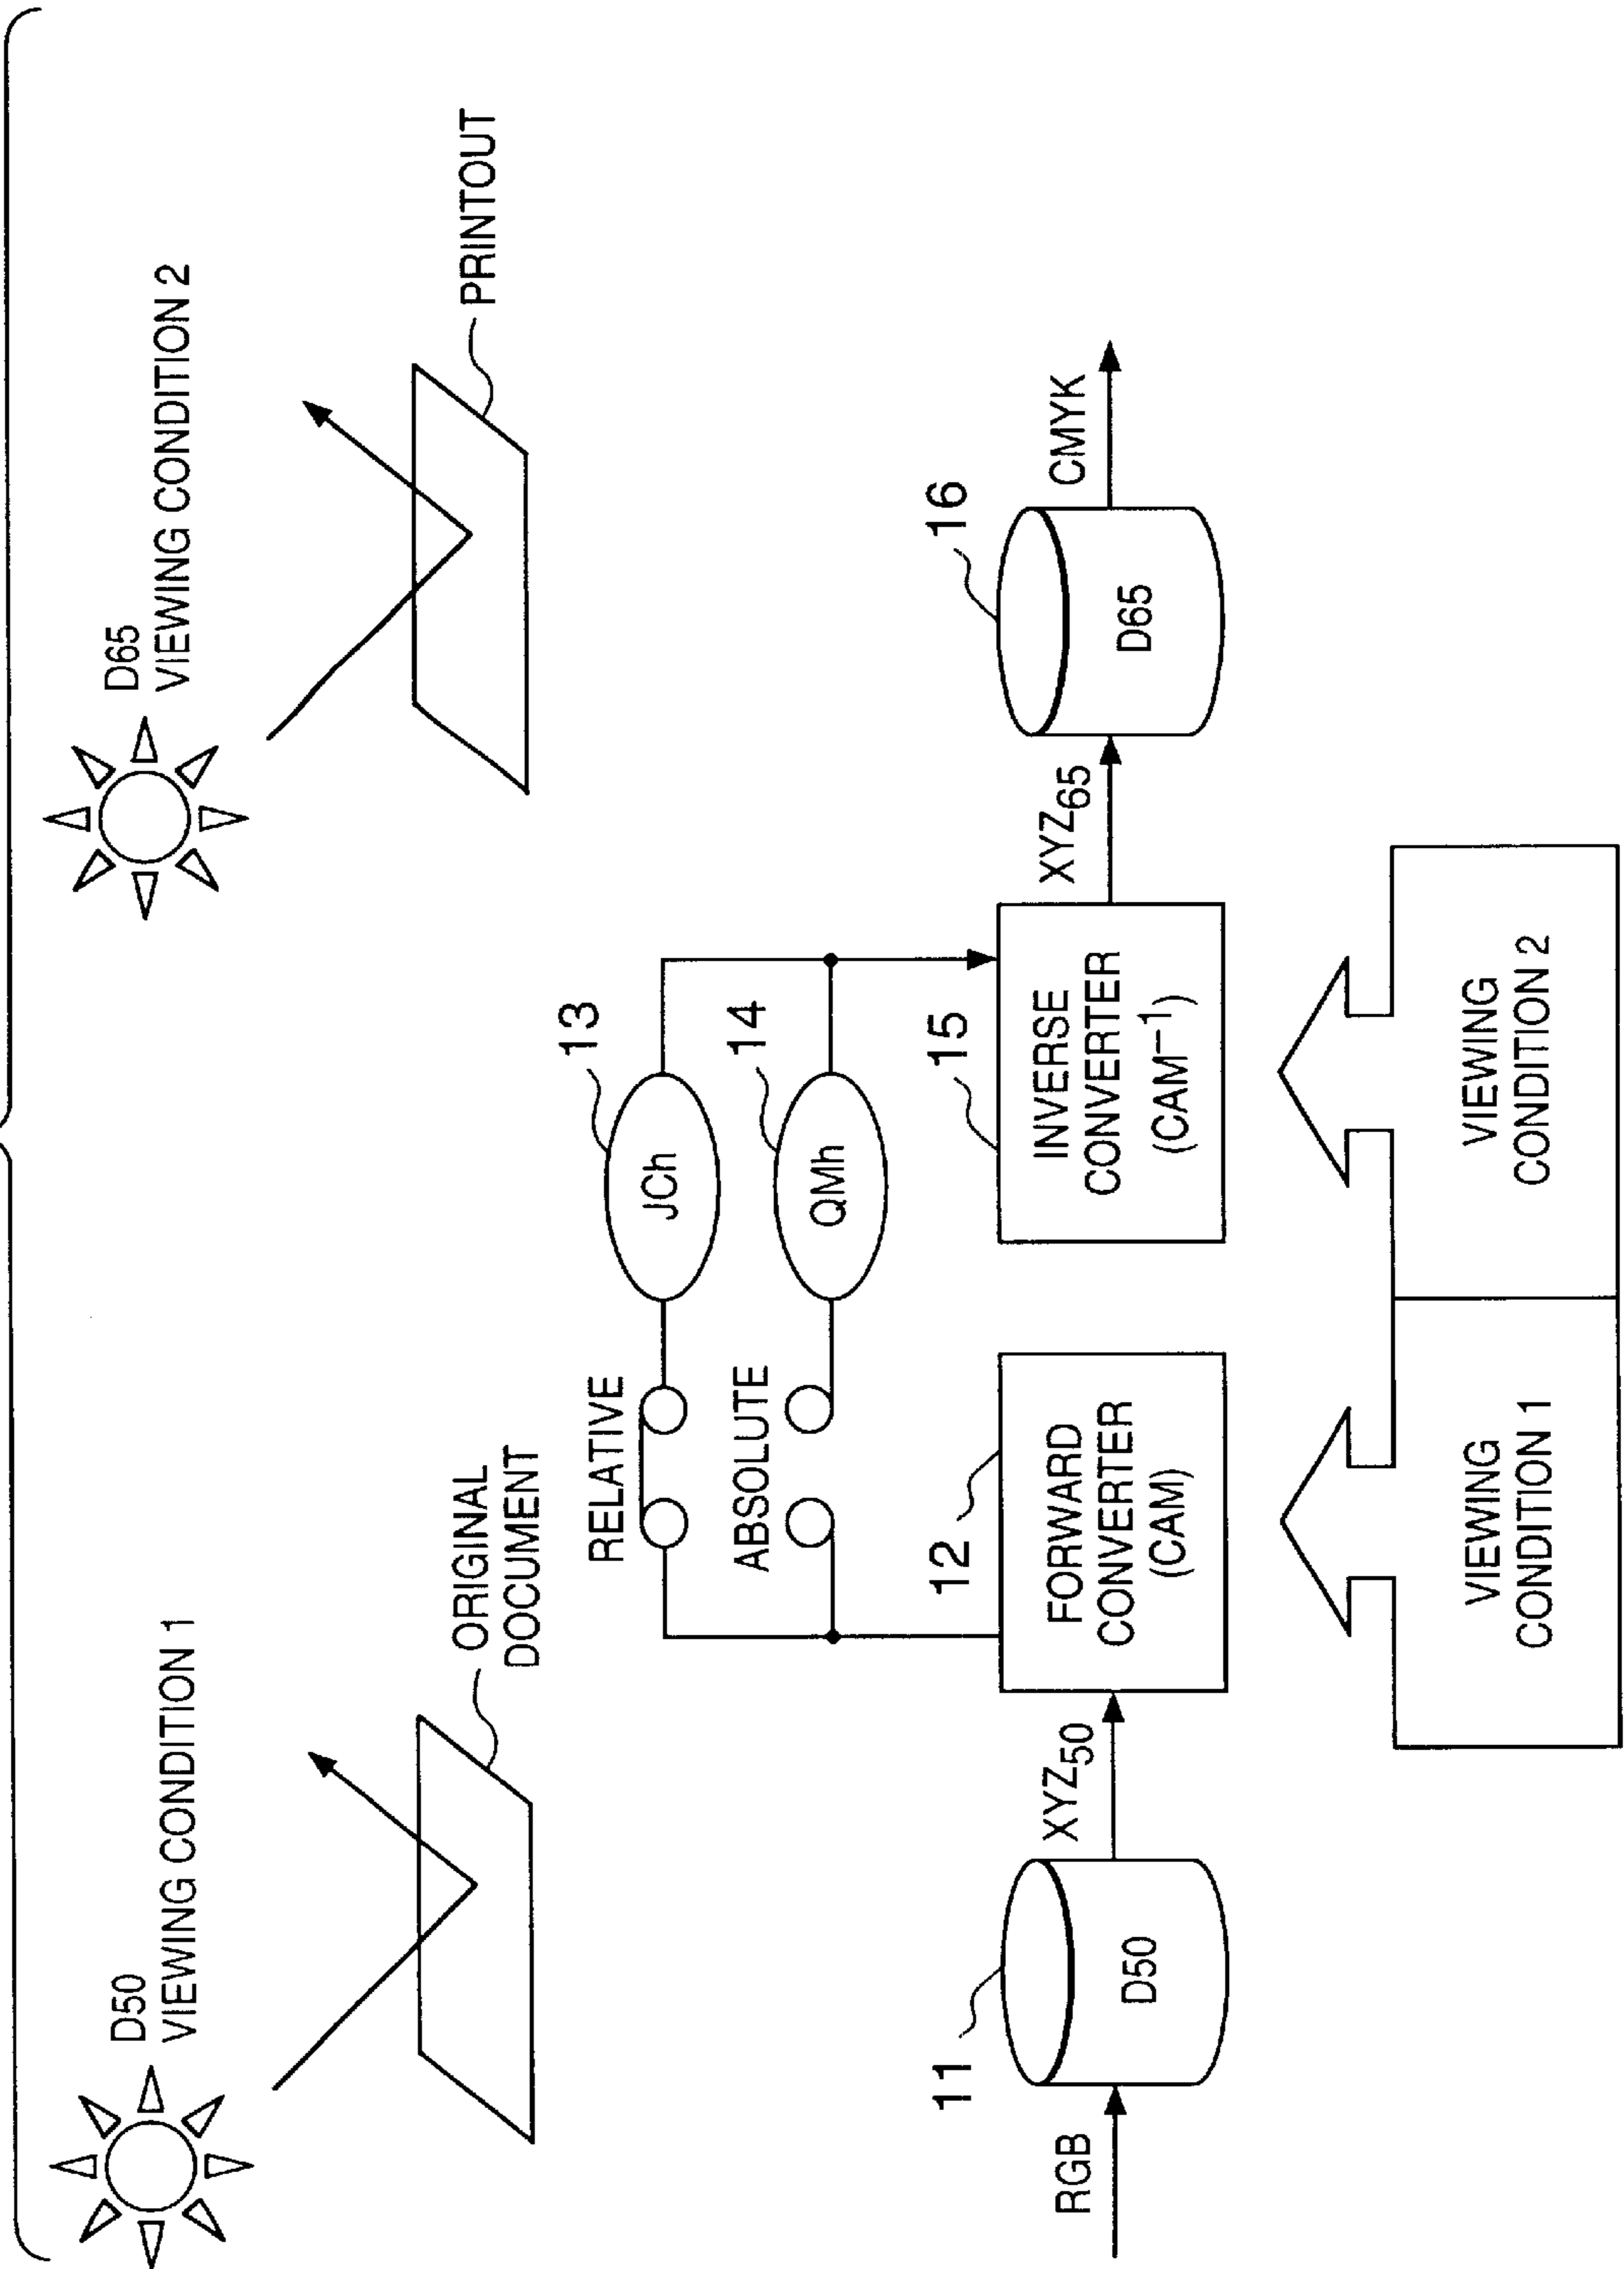 D50
VIEWING CONDITION 1
D65
VIEWING CONDITION 2
ORIGINAL
DOCUMENT
PRINTOUT
RELATIVE
13
JCh
ABSOLUTE
14
QMh
11
12
15
16
RGB
D50
XYZ50
FORWARD
CONVERTER
(CAM)
INVERSE
CONVERTER
(CAM–1)
XYZ65
D65
CMYK
VIEWING
CONDITION 1
VIEWING
CONDITION 2